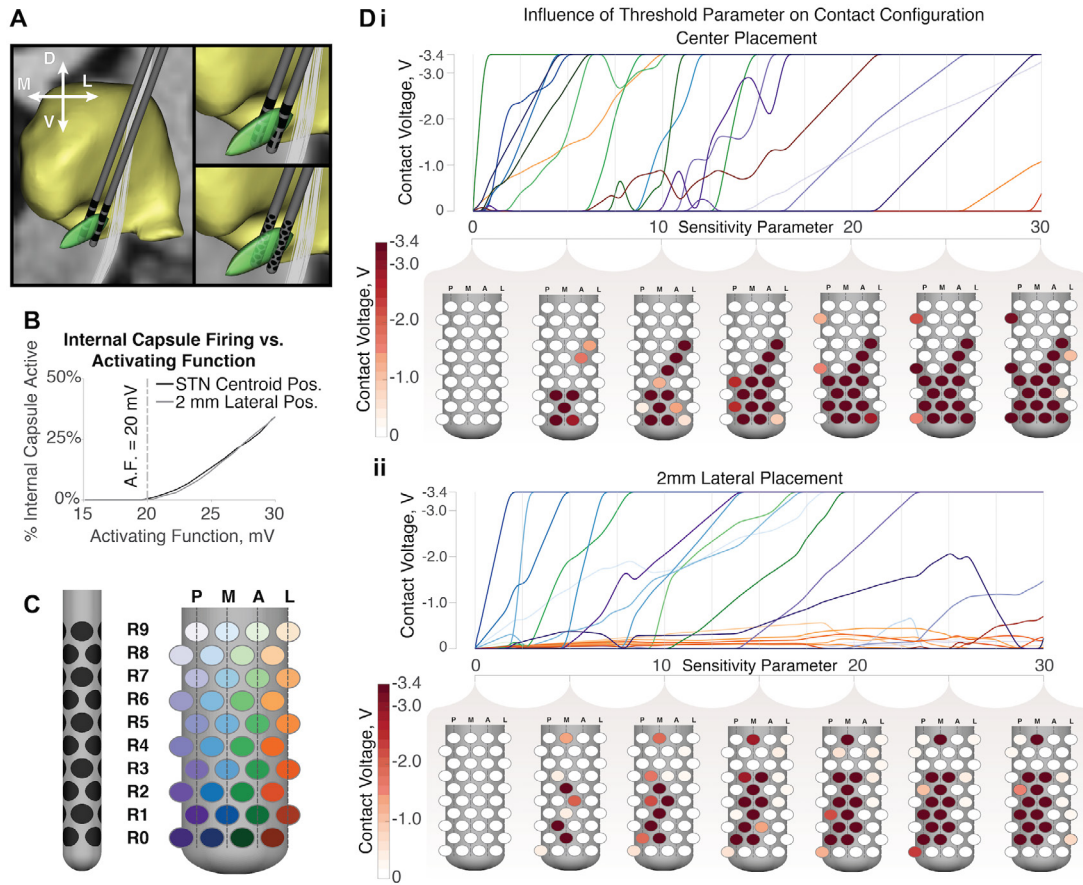 A
D
M
L
V
B
Internal Capsule Firing vs.
Activating Function
50%
STN Centroid Pos.
2 mm Lateral Pos.
A.F. = 20 mV
25%
0%
15
20
25
30
% Internal Capsule Active
Activating Function, mV
C
P M A L
R9
R8
R7
R6
R5
R4
R3
R2
R1
R0
D i
Influence of Threshold Parameter on Contact Configuration
Center Placement
Contact Voltage, V
-3.4
-3.0
-2.0
-1.0
0
0
10
20
30
Sensitivity Parameter
Contact Voltage, V
-3.4
-3.0
-2.0
-1.0
0
P M A L
P M A L
P M A L
P M A L
P M A L
P M A L
P M A L
ii
2mm Lateral Placement
Contact Voltage, V
-3.4
-3.0
-2.0
-1.0
0
0
10
20
30
Sensitivity Parameter
Contact Voltage, V
-3.4
-3.0
-2.0
-1.0
0
P M A L
P M A L
P M A L
P M A L
P M A L
P M A L
P M A L